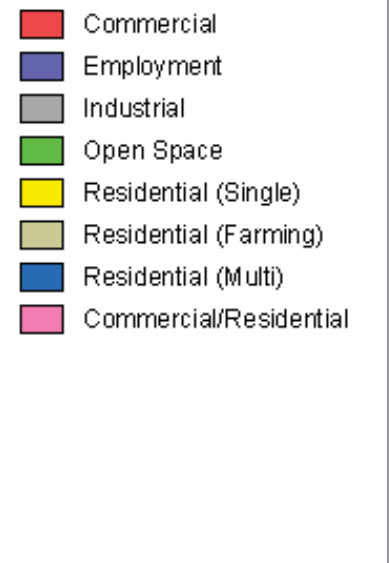 Commercial
Employment
Industrial
Open Space
Residential (Single)
Residential (Farming)
Residential (Multi)
Commercial/Residential